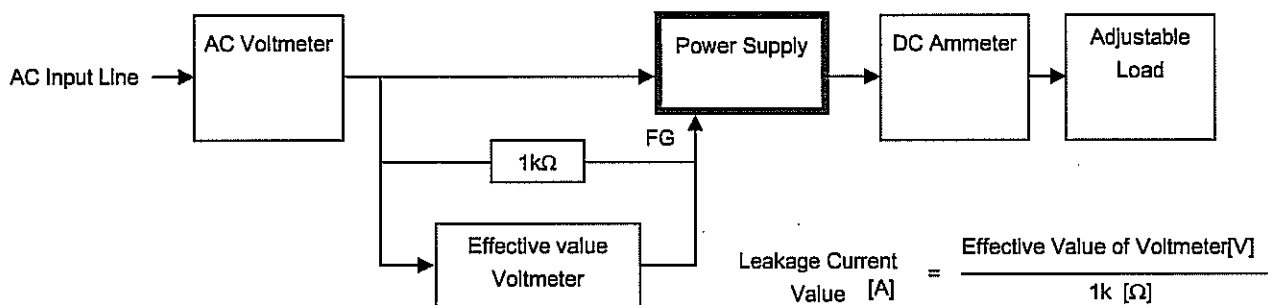 AC Voltmeter
Power Supply
DC Ammeter
Adjustable
Load
AC Input Line
FG
1kΩ
Effective value
Voltmeter
Leakage Current
Value [A]
=
Effective Value of Voltmeter[V]
1k [Ω]